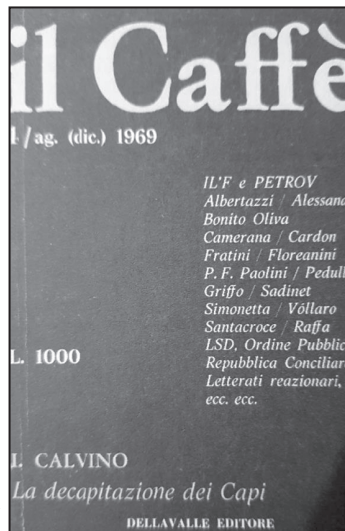 il Caffè
4/ag. (dic.) 1969
IL'F e PETROV
Albertazzi / Alessand
Bonito Oliva
Camerana / Cardon
Fratini / Floreanini
P. F. Paolini / Pedull
Griffo / Sadinet
Simonetta / Vóllaro
Santacroce / Raffa
LSD, Ordine Pubblic
Repubblica Conciliar
Letterati reazionari,
ecc. ecc.
L. 1000
I. CALVINO
La decapitazione dei Capi
DELLAVALLE EDITORE